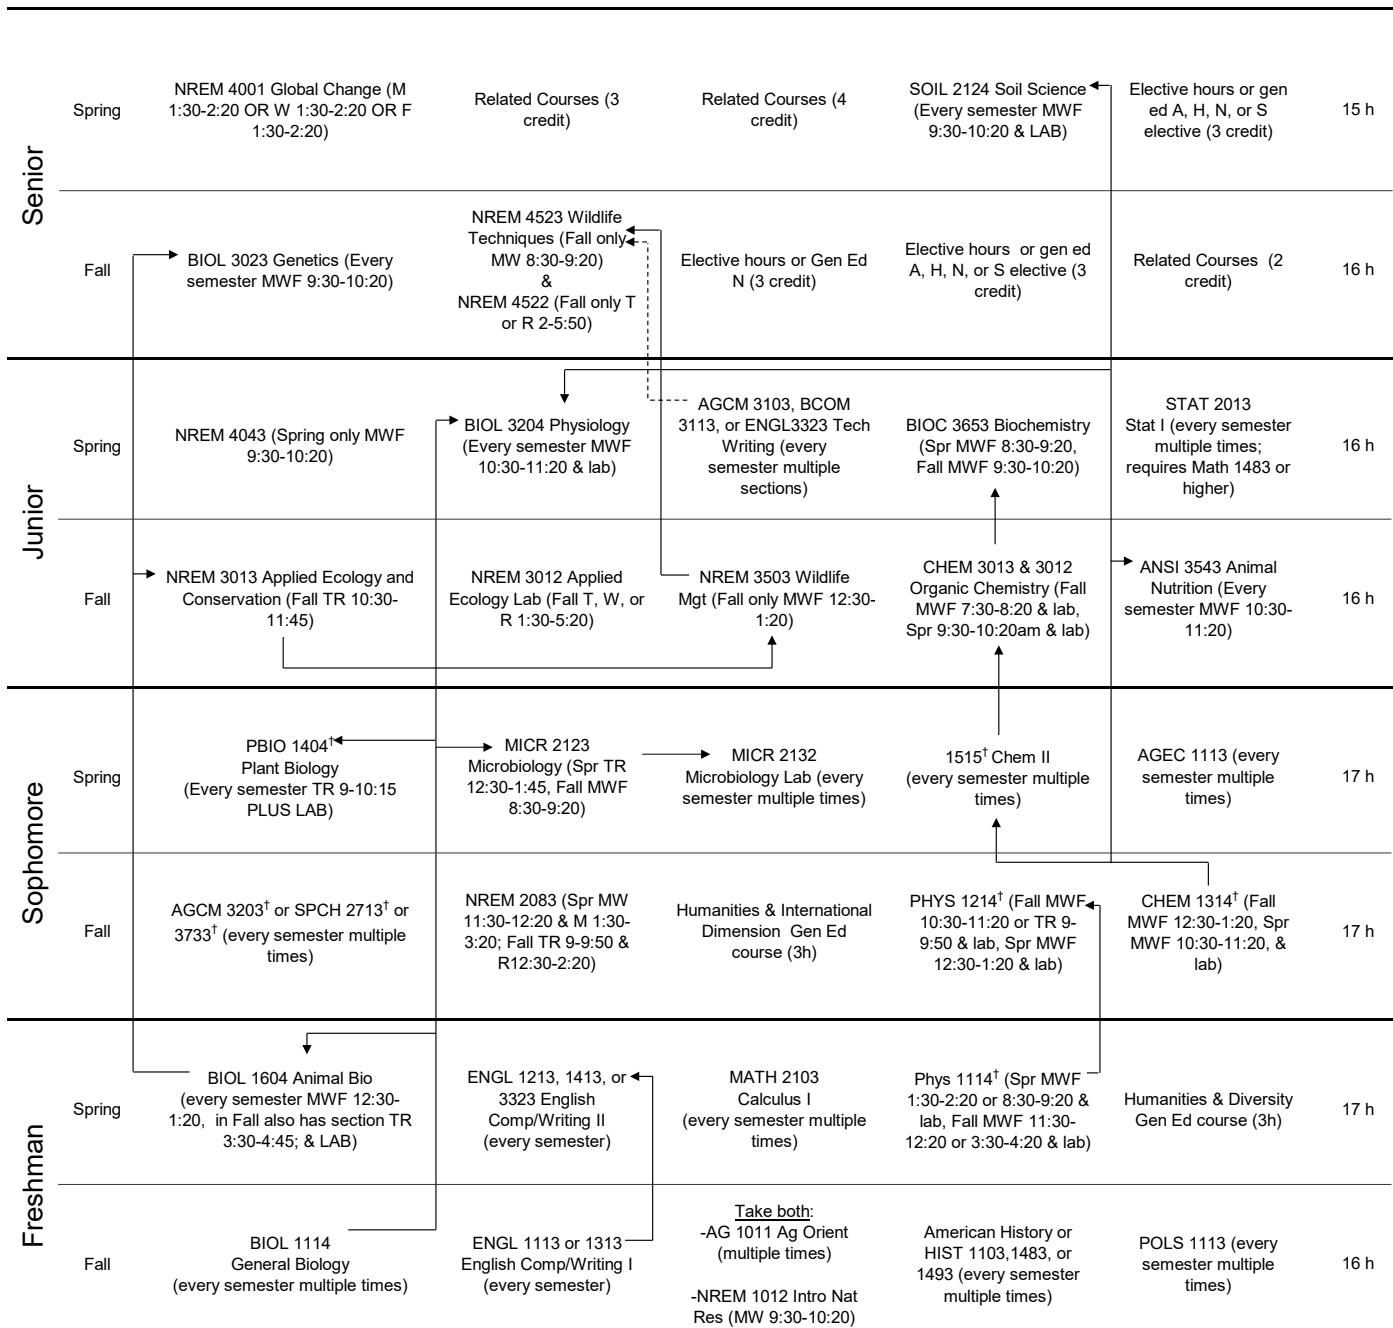 Senior
Spring
NREM 4001 Global Change (M
1:30-2:20 OR W 1:30-2:20 OR F
1:30-2:20)
Related Courses (3
credit)
Related Courses (4
credit)
SOIL 2124 Soil Science
(Every semester MWF
9:30-10:20 & LAB)
Elective hours or gen
ed A, H, N, or S
elective (3 credit)
15 h
Fall
BIOL 3023 Genetics (Every
semester MWF 9:30-10:20)
NREM 4523 Wildlife
Techniques (Fall only
MW 8:30-9:20)
&
NREM 4522 (Fall only T
or R 2-5:50)
Elective hours or Gen Ed
N (3 credit)
Elective hours or gen ed
A, H, N, or S elective (3
credit)
Related Courses (2
credit)
16 h
Junior
Spring
NREM 4043 (Spring only MWF
9:30-10:20)
BIOL 3204 Physiology
(Every semester MWF
10:30-11:20 & lab)
AGCM 3103, BCOM
3113, or ENGL3323 Tech
Writing (every
semester multiple
sections)
BIOC 3653 Biochemistry
(Spr MWF 8:30-9:20,
Fall MWF 9:30-10:20)
STAT 2013
Stat I (every semester
multiple times;
requires Math 1483 or
higher)
16 h
Fall
NREM 3013 Applied Ecology and
Conservation (Fall TR 10:30-
11:45)
NREM 3012 Applied
Ecology Lab (Fall T, W, or
R 1:30-5:20)
NREM 3503 Wildlife
Mgt (Fall only MWF 12:30-
1:20)
CHEM 3013 & 3012
Organic Chemistry (Fall
MWF 7:30-8:20 & lab,
Spr 9:30-10:20am & lab)
ANSI 3543 Animal
Nutrition (Every
semester MWF 10:30-
11:20)
16 h
Sophomore
Spring
PBIO 1404†
Plant Biology
(Every semester TR 9-10:15
PLUS LAB)
MICR 2123
Microbiology (Spr TR
12:30-1:45, Fall MWF
8:30-9:20)
MICR 2132
Microbiology Lab (every
semester multiple times)
1515† Chem II
(every semester multiple
times)
AGEC 1113 (every
semester multiple
times)
17 h
Fall
AGCM 3203† or SPCH 2713† or
3733† (every semester multiple
times)
NREM 2083 (Spr MW
11:30-12:20 & M 1:30-
3:20; Fall TR 9-9:50 &
R12:30-2:20)
Humanities & International
Dimension Gen Ed
course (3h)
PHYS 1214† (Fall MWF
10:30-11:20 or TR 9-
9:50 & lab, Spr MWF
12:30-1:20 & lab)
CHEM 1314† (Fall
MWF 12:30-1:20, Spr
MWF 10:30-11:20, &
lab)
17 h
Freshman
Spring
BIOL 1604 Animal Bio
(every semester MWF 12:30-
1:20, in Fall also has section TR
3:30-4:45; & LAB)
ENGL 1213, 1413, or
3323 English
Comp/Writing II
(every semester)
MATH 2103
Calculus I
(every semester multiple
times)
Phys 1114† (Spr MWF
1:30-2:20 or 8:30-9:20 &
lab, Fall MWF 11:30-
12:20 or 3:30-4:20 & lab)
Humanities & Diversity
Gen Ed course (3h)
17 h
Fall
BIOL 1114
General Biology
(every semester multiple times)
ENGL 1113 or 1313
English Comp/Writing I
(every semester)
Take both:
-AG 1011 Ag Orient
(multiple times)
-NREM 1012 Intro Nat
Res (MW 9:30-10:20)
American History or
HIST 1103,1483, or
1493 (every semester
multiple times)
POLS 1113 (every
semester multiple
times)
16 h